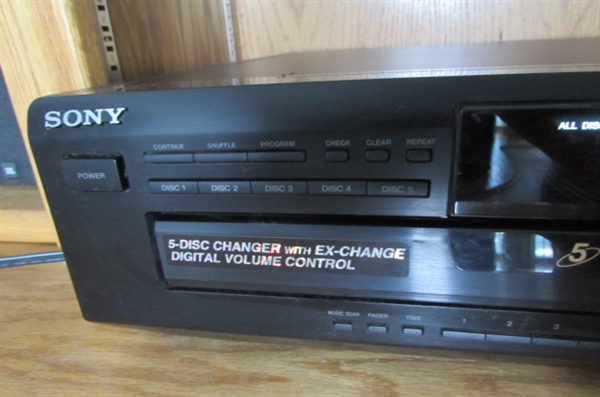 SONY
ALL DIS
CONTINUE SHUFFLE PROGRAM CHECK CLEAR REPEAT
POWER
DISC 1 DISC 2 DISC 3 DISC 4 DISC 5
5-DISC CHANGER WITH EX-CHANGE
DIGITAL VOLUME CONTROL
5
MUSIC SCAN FADER TIME
1 2 3